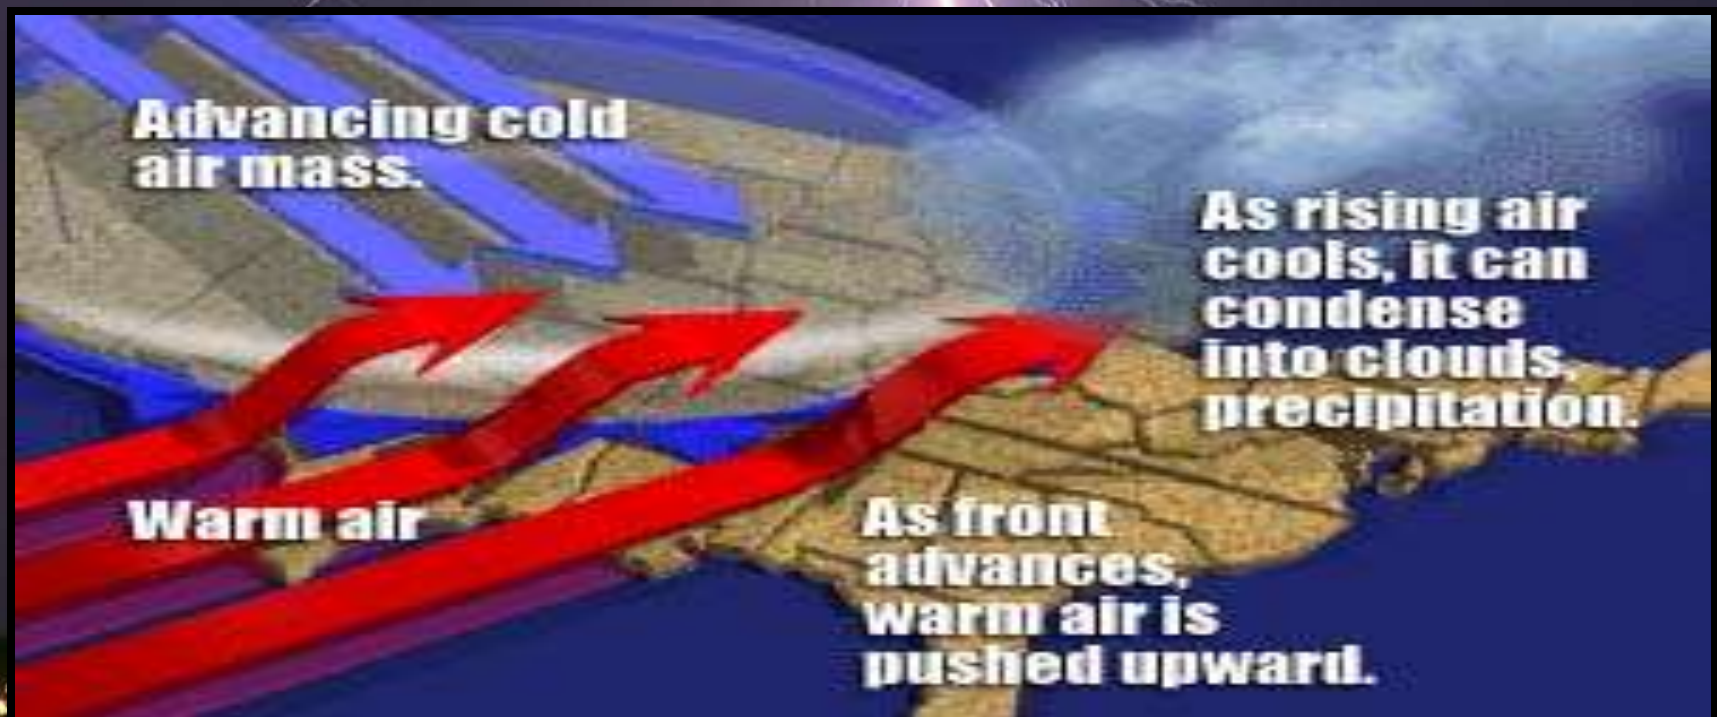 Advancing cold
air mass.
As rising air
cools, it can
condense
into clouds,
precipitation.
Warm air
As front
advances,
warm air is
pushed upward.